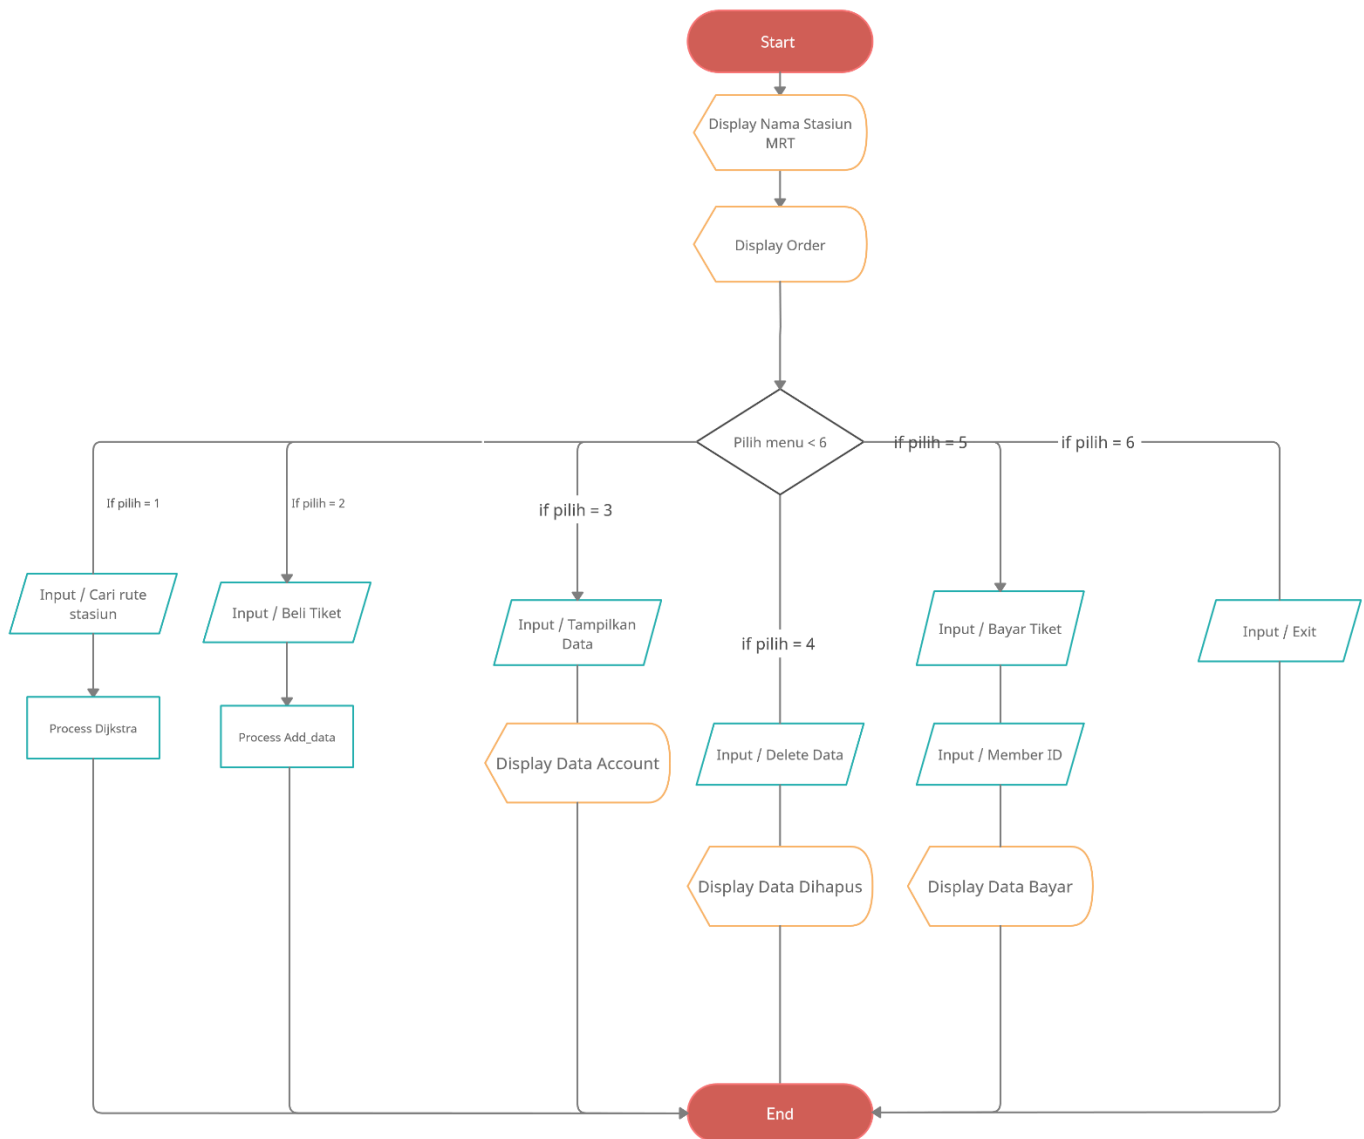 Start
Display Nama Stasiun
MRT
Display Order
Pilih menu < 6
if pilih = 5
if pilih = 6
If pilih = 1
If pilih = 2
if pilih = 3
if pilih = 4
Input / Cari rute
stasiun
Input / Beli Tiket
Input / Tampilkan
Data
Input / Bayar Tiket
Input / Exit
Process Dijkstra
Process Add_data
Display Data Account
Input / Delete Data
Input / Member ID
Display Data Dihapus
Display Data Bayar
End